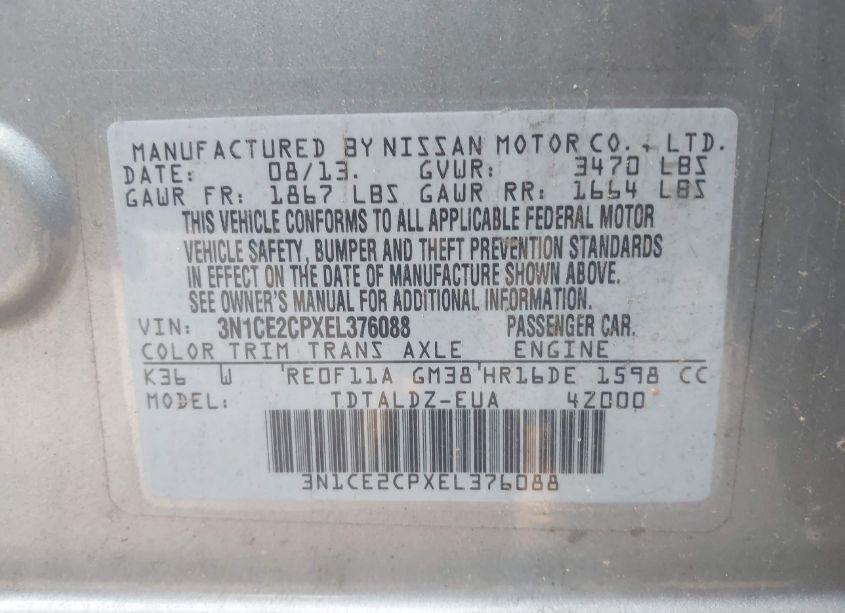 MANUFACTURED BY NISSAN MOTOR CO., LTD.
DATE: 08/13. GVWR: 3470 LBS
GAWR FR: 1867 LBS GAWR RR: 1664 LBS
THIS VEHICLE CONFORMS TO ALL APPLICABLE FEDERAL MOTOR
VEHICLE SAFETY, BUMPER AND THEFT PREVENTION STANDARDS
IN EFFECT ON THE DATE OF MANUFACTURE SHOWN ABOVE.
SEE OWNER'S MANUAL FOR ADDITIONAL INFORMATION.
VIN: 3N1CE2CPXEL376088 PASSENGER CAR.
COLOR TRIM TRANS AXLE ENGINE
K36 W 'RE0F11A GM38'HR16DE 1598 CC
MODEL: TDTALDZ-EUA 4Z000
3N1CE2CPXEL376088